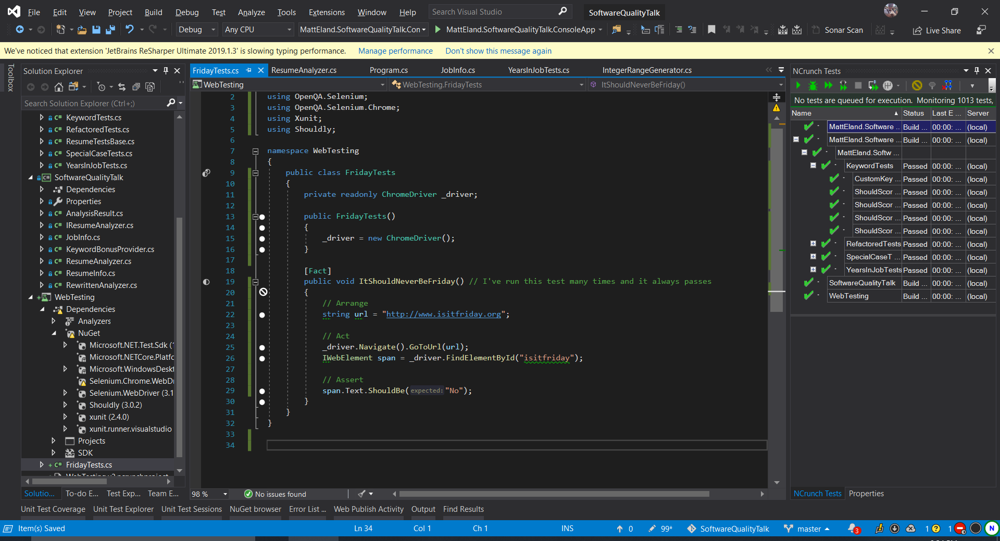 File Edit View Project Build Debug Test Analyze Tools Extensions Window Help Search Visual Studio SoftwareQualityTalk
Debug Any CPU MattEland.SoftwareQualityTalk.Con MattEland.SoftwareQualityTalk.ConsoleApp Sonar Scan Live Share
We've noticed that extension 'JetBrains ReSharper Ultimate 2019.1.3' is slowing typing performance. Manage performance Don't show this message again
Toolbox
Solution Explorer
Search Solution Explorer (Ctrl+;)
KeywordTests.cs
RefactoredTests.cs
ResumeTestsBase.cs
SpecialCaseTests.cs
YearsInJobTests.cs
SoftwareQualityTalk
Dependencies
Properties
AnalysisResult.cs
IResumeAnalyzer.cs
JobInfo.cs
KeywordBonusProvider.cs
ResumeAnalyzer.cs
ResumeInfo.cs
RewrittenAnalyzer.cs
WebTesting
Dependencies
Analyzers
NuGet
Microsoft.NET.Test.Sdk (1
Microsoft.NETCore.Platfo
Microsoft.WindowsDeskt
Selenium.Chrome.WebDr
Selenium.WebDriver (3.1
Shouldly (3.0.2)
xunit (2.4.0)
xunit.runner.visualstudio
Projects
SDK
FridayTests.cs
Solutio... To-do E... Test Exp... Team E...
FridayTests.cs ResumeAnalyzer.cs Program.cs JobInfo.cs YearsInJobTests.cs IntegerRangeGenerator.cs
WebTesting WebTesting.FridayTests ItShouldNeverBeFriday()
2 using OpenQA.Selenium;
3 using OpenQA.Selenium.Chrome;
4 using Xunit;
5 using Shouldly;
6
7 namespace WebTesting
8 {
9 public class FridayTests
10 {
11 private readonly ChromeDriver _driver;
12
13 public FridayTests()
14 {
15 _driver = new ChromeDriver();
16 }
17
18 [Fact]
19 public void ItShouldNeverBeFriday() // I've run this test many times and it always passes
20 {
21 // Arrange
22 string url = "http://www.isitfriday.org";
23
24 // Act
25 _driver.Navigate().GoToUrl(url);
26 IWebElement span = _driver.FindElementById("isitfriday");
27
28 // Assert
29 span.Text.ShouldBe(expected: "No");
30 }
31 }
32 }
33
34
98 % No issues found
NCrunch Tests
No tests are queued for execution. Monitoring 1013 tests,
Name Status Last E ... Server
MattEland.Software .. Build ... 00:00: ... (local)
MattEland.Software ... Build ... 00:00: ... (local)
MattEland.Softw ...
KeywordTests Passed 00:00: ... (local)
CustomKey ... Passed 00:00: ... (local)
ShouldScor ... Passed 00:00: ... (local)
ShouldScor ... Passed 00:00: ... (local)
ShouldScor ... Passed 00:00: ... (local)
ShouldScor ... Passed 00:00: ... (local)
RefactoredTests Passed 00:00: ... (local)
SpecialCaseT ... Passed 00:00: ... (local)
YearsInJobTests Passed 00:00: ... (local)
SoftwareQualityTalk Build ... 00:00: ... (local)
WebTesting Build ... 00:00: ... (local)
NCrunch Tests Properties
Unit Test Coverage Unit Test Explorer Unit Test Sessions NuGet browser Error List ... Web Publish Activity Output Find Results
Item(s) Saved Ln 34 Col 1 Ch 1 INS 0 99* SoftwareQualityTalk master 3 1 ? 1 N